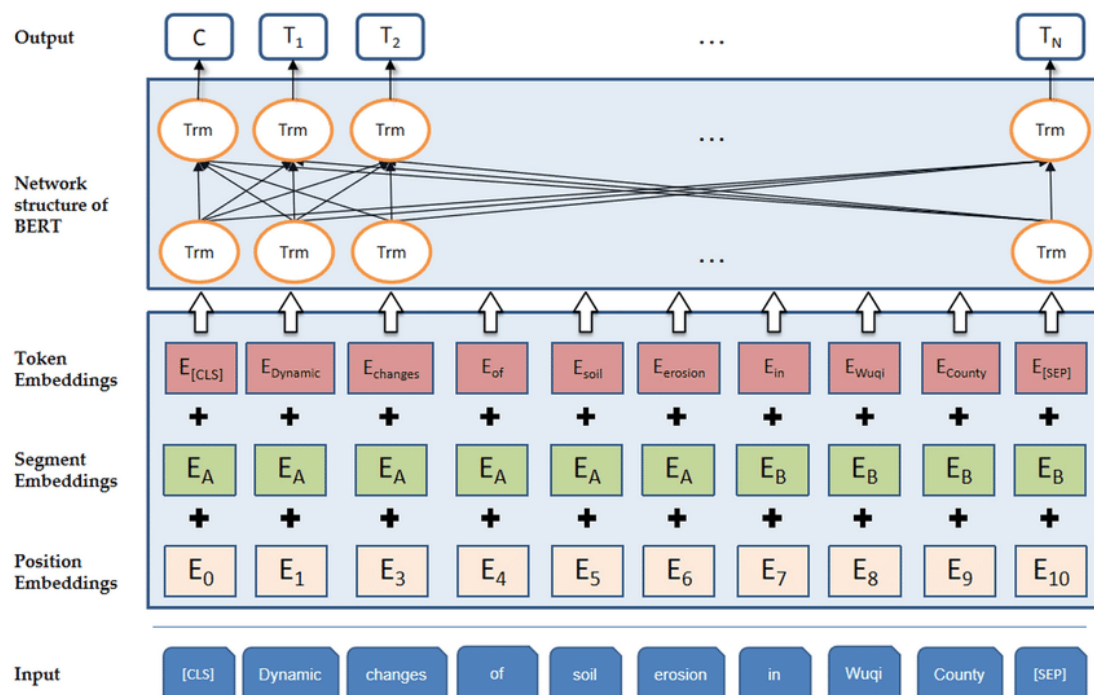 Output
C T1 T2 ... TN
Trm Trm Trm ... Trm
Network
structure of
BERT
Trm Trm Trm ... Trm
Token
Embeddings
E[CLS] EDynamic Echanges Eof Esoil Eerosion Ein EWuqi ECounty E[SEP]
+ + + + + + + + + +
Segment
Embeddings
EA EA EA EA EA EA EB EB EB EB
+ + + + + + + + + +
Position
Embeddings
E0 E1 E3 E4 E5 E6 E7 E8 E9 E10
Input
[CLS] Dynamic changes of soil erosion in Wuqi County [SEP]